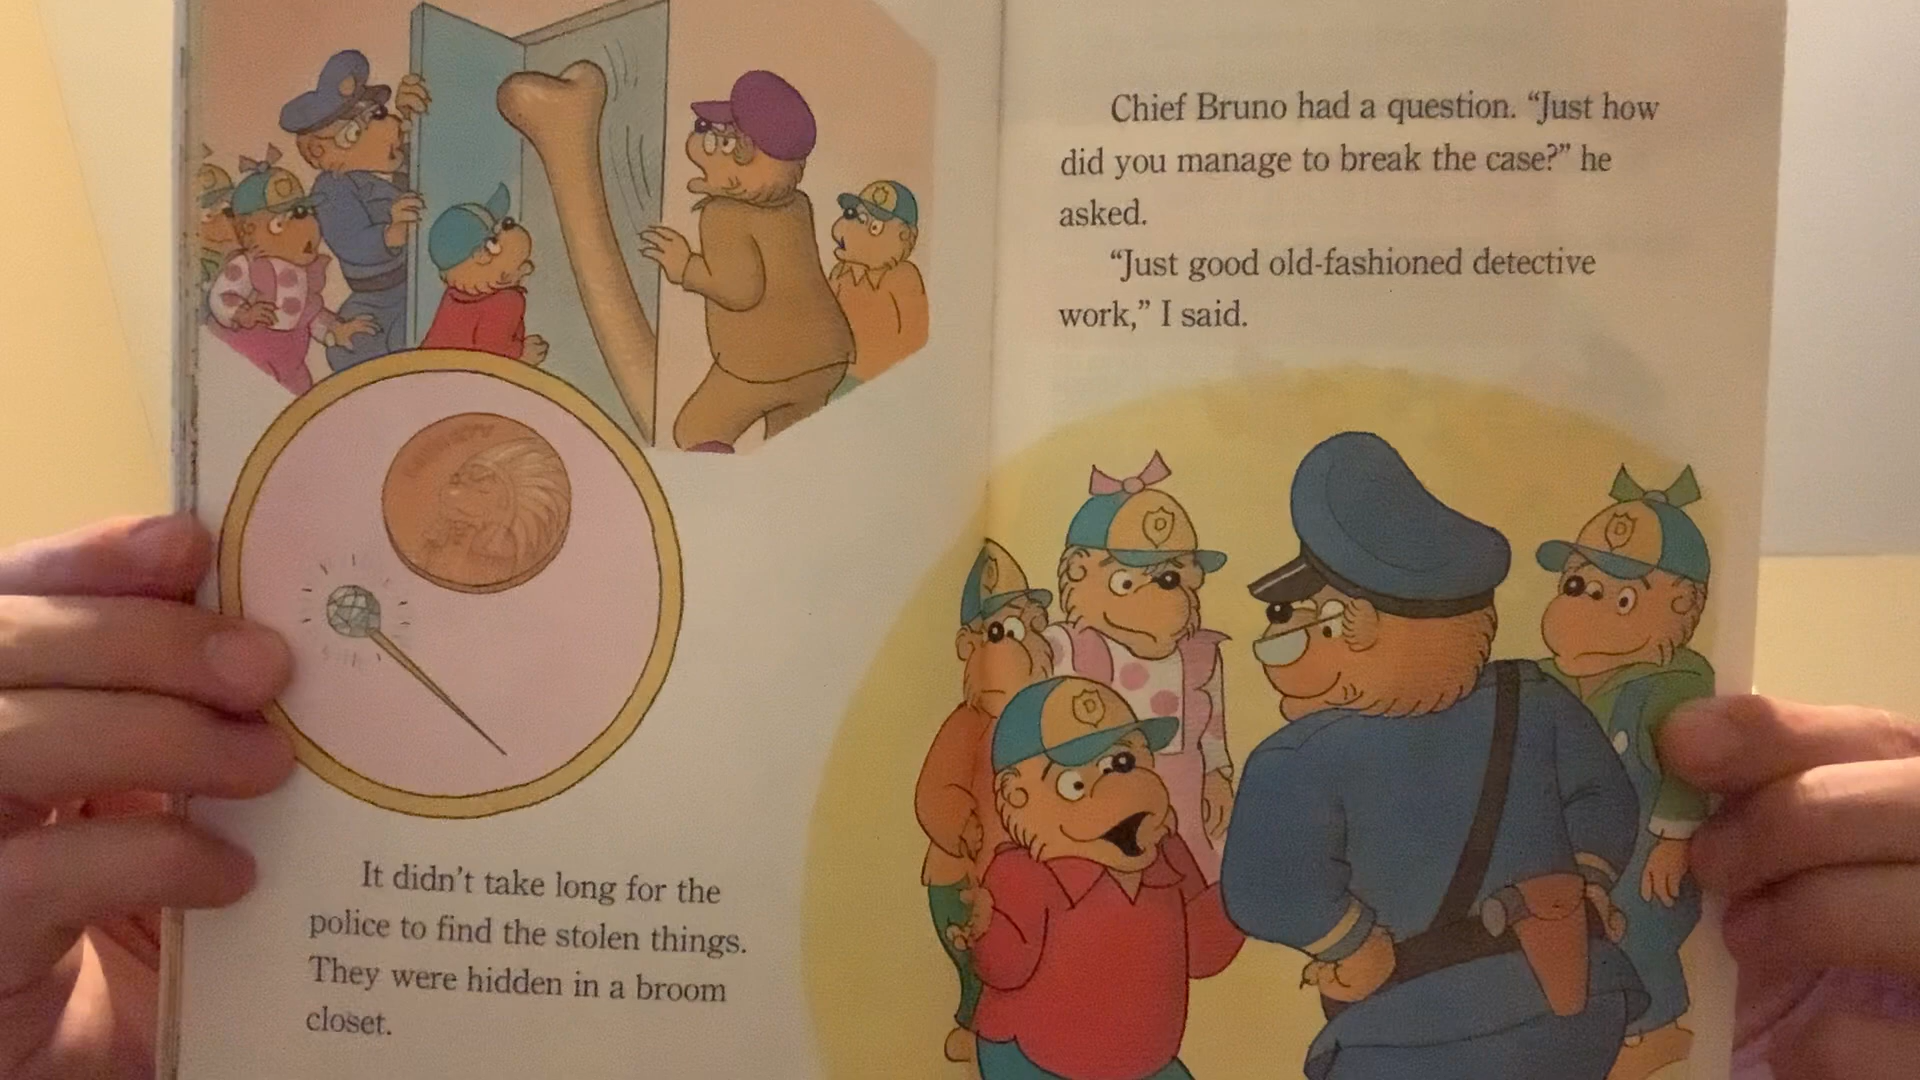 It didn't take long for the
police to find the stolen things.
They were hidden in a broom
closet.
Chief Bruno had a question. “Just how
did you manage to break the case?” he
asked.
“Just good old-fashioned detective
work,” I said.
D
D
D